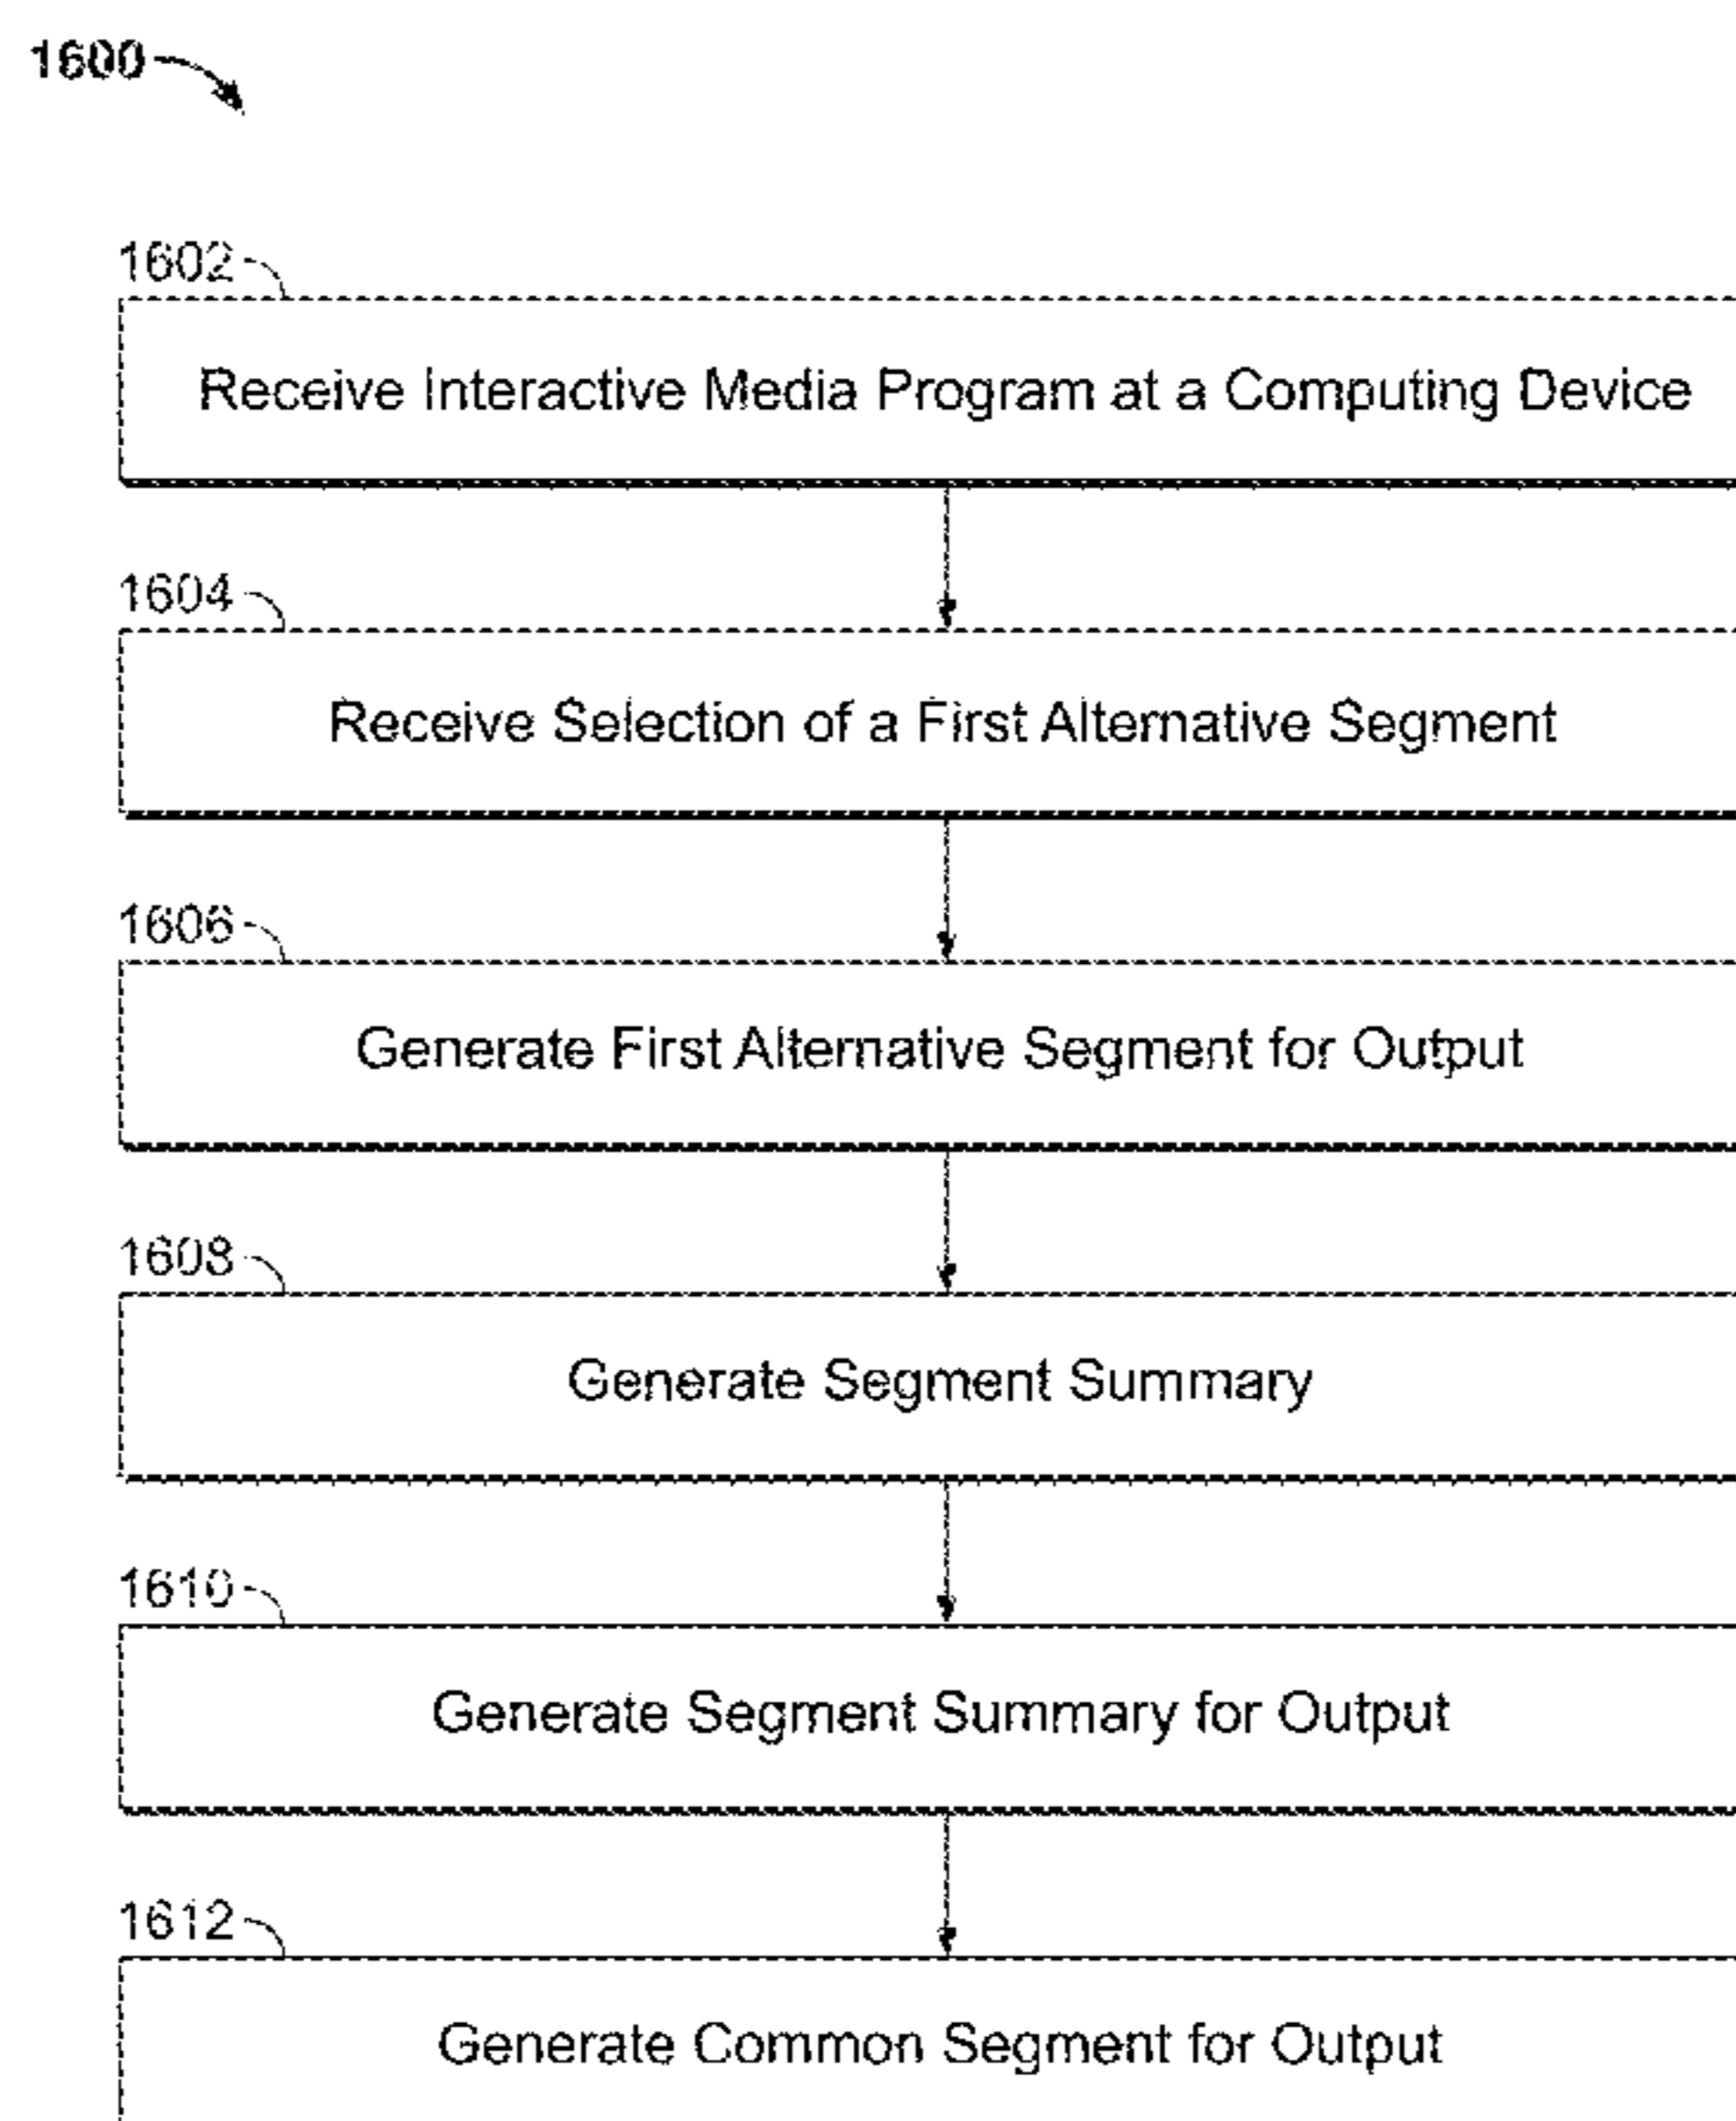 1600
1602
Receive Interactive Media Program at a Computing Device
1604
Receive Selection of a First Alternative Segment
1606
Generate First Alternative Segment for Output
1608
Generate Segment Summary
1610
Generate Segment Summary for Output
1612
Generate Common Segment for Output